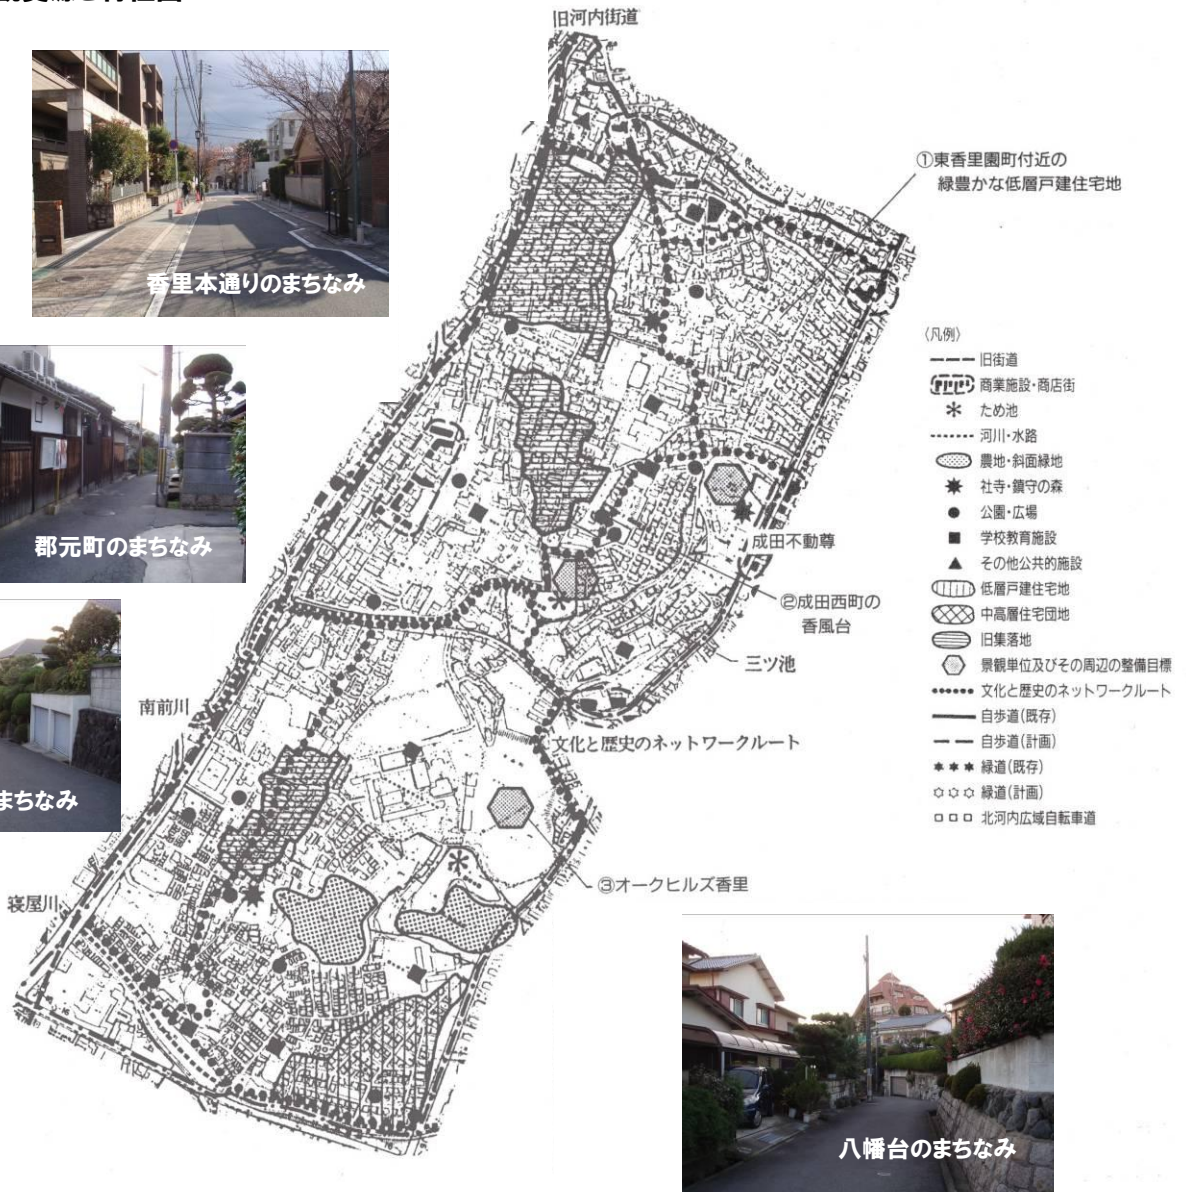 旧河内街道
①東香里園町付近の
緑豊かな低層戸建住宅地
香里本通りのまちなみ
〈凡例〉
旧街道
商業施設・商店街
ため池
河川・水路
農地・斜面緑地
社寺・鎮守の森
公園・広場
学校教育施設
その他公共的施設
低層戸建住宅地
中高層住宅団地
旧集落地
景観単位及びその周辺の整備目標
文化と歴史のネットワークルート
自歩道(既存)
自歩道(計画)
緑道(既存)
緑道(計画)
北河内広域自転車道
郡元町のまちなみ
成田不動尊
②成田西町の
香風台
三ツ池
南前川
文化と歴史のネットワークルート
まちなみ
③オークヒルズ香里
寝屋川
八幡台のまちなみ